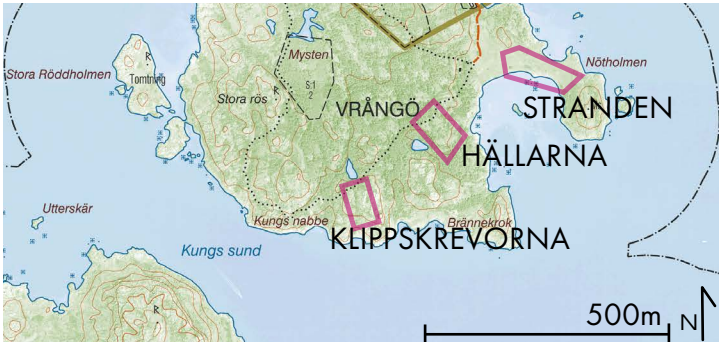 Mysten
Nötholmen
Stora Röddholmen
Tomtning
R
S:1
2
Stora rös
R
VRÅNGÖ
STRANDEN
HÄLLARNA
Utterskär
Kungs nabbe
Brännekrok
KLIPPSKREVORNA
Kungs sund
R
500m
N